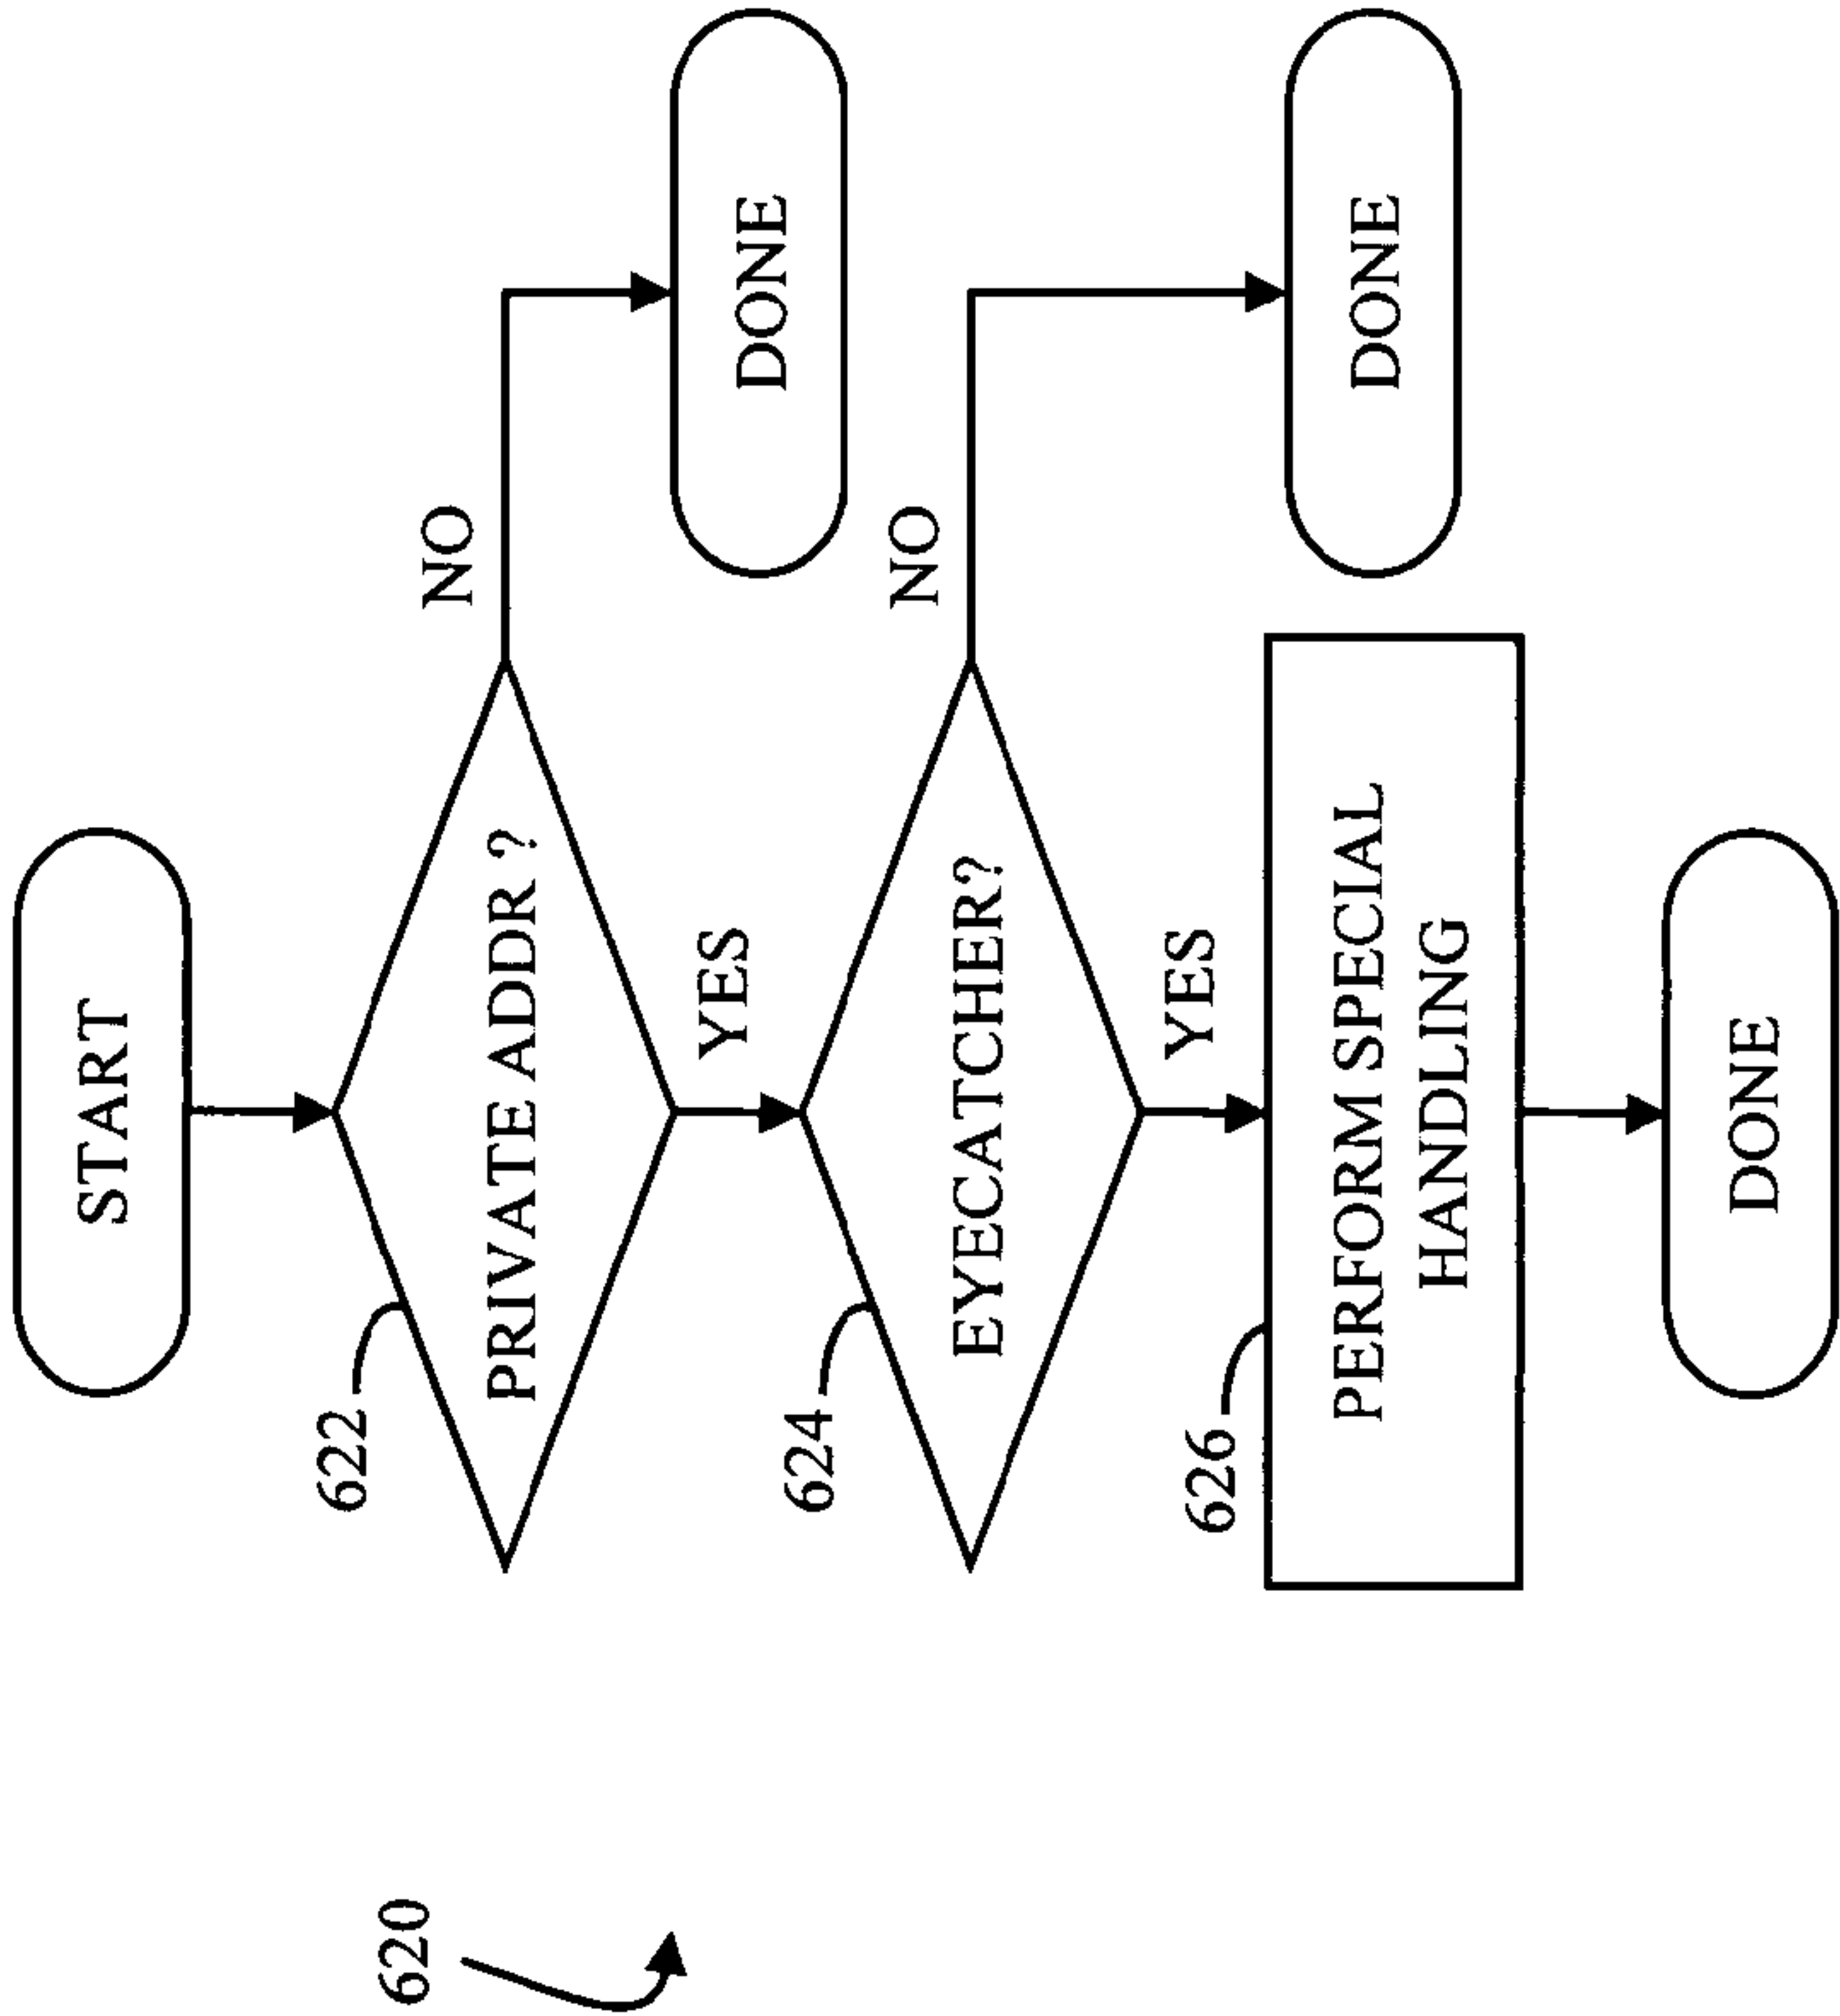 620
START
622
PRIVATE ADDR ?
NO
DONE
YES
624
EYECATCHER?
NO
DONE
YES
626
PERFORM SPECIAL
HANDLING
DONE